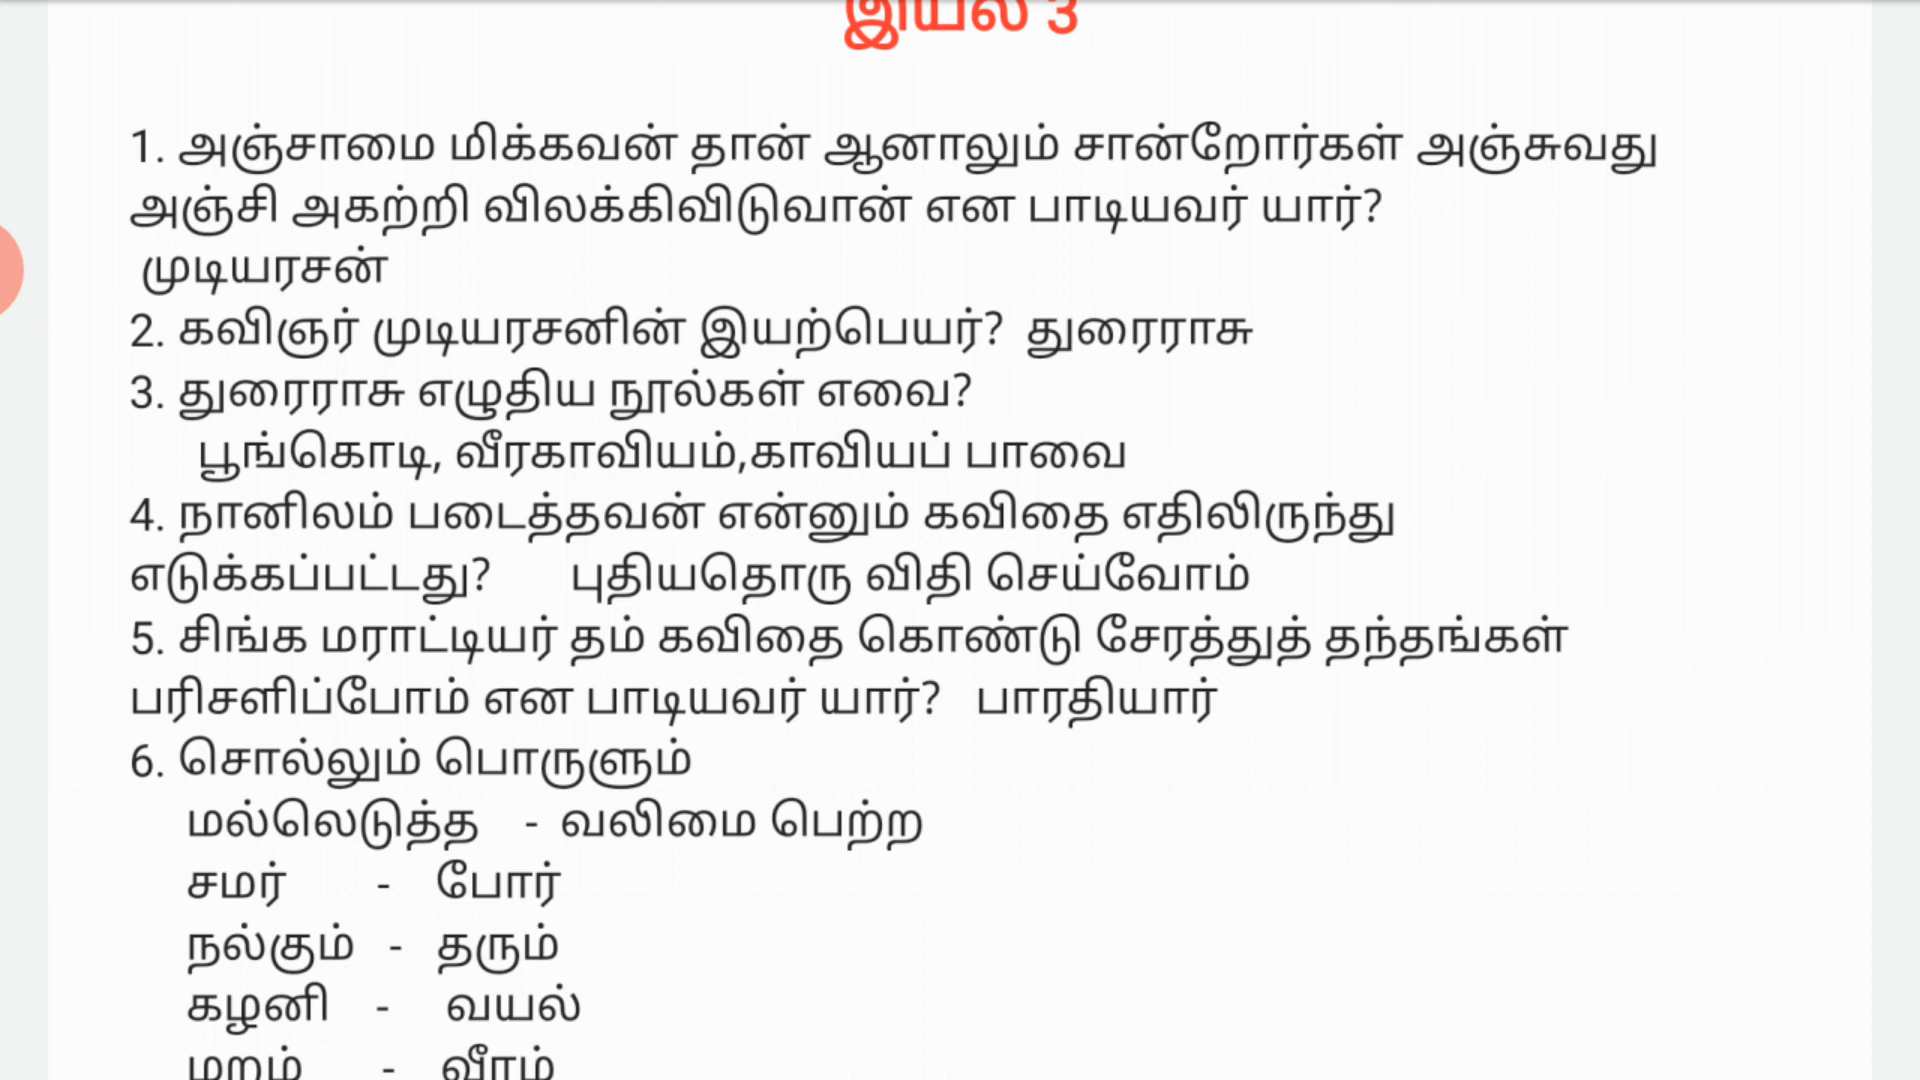 இயல் 3
1. அஞ்சாமை மிக்கவன் தான் ஆனாலும் சான்றோர்கள் அஞ்சுவது
அஞ்சி அகற்றி விலக்கிவிடுவான் என பாடியவர் யார்?
முடியரசன்
2. கவிஞர் முடியரசனின் இயற்பெயர்? துரைராசு
3. துரைராசு எழுதிய நூல்கள் எவை?
பூங்கொடி, வீரகாவியம்,காவியப் பாவை
4. நானிலம் படைத்தவன் என்னும் கவிதை எதிலிருந்து
எடுக்கப்பட்டது? புதியதொரு விதி செய்வோம்
5. சிங்க மராட்டியர் தம் கவிதை கொண்டு சேரத்துத் தந்தங்கள்
பரிசளிப்போம் என பாடியவர் யார்? பாரதியார்
6. சொல்லும் பொருளும்
மல்லெடுத்த - வலிமை பெற்ற
சமர் - போர்
நல்கும் - தரும்
கழனி - வயல்
மறம் - வீரம்